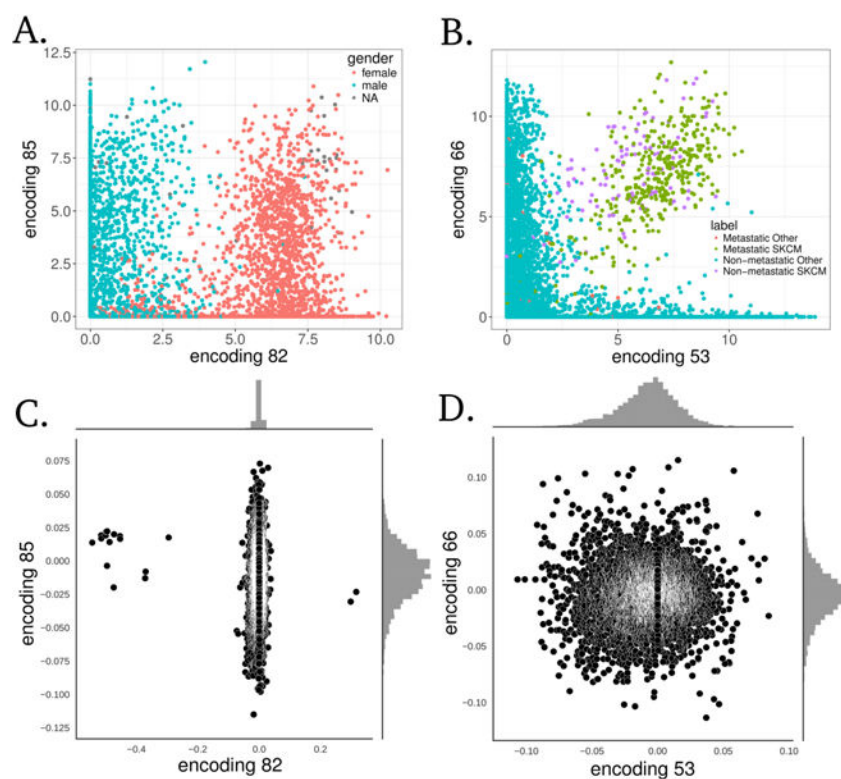 A.
12.5
10.0
7.5
5.0
2.5
0.0
encoding 85
0.0 2.5 5.0 7.5 10.0
encoding 82
gender
female
male
NA
B.
10
5
0
encoding 66
0 5 10
encoding 53
label
Metastatic Other
Metastatic SKCM
Non-metastatic Other
Non-metastatic SKCM
C.
0.075
0.050
0.025
0.000
−0.025
−0.050
−0.075
−0.100
−0.125
encoding 85
−0.4 −0.2 0.0 0.2
encoding 82
D.
0.10
0.05
0.00
−0.05
−0.10
encoding 66
−0.10 −0.05 0.00 0.05 0.10
encoding 53